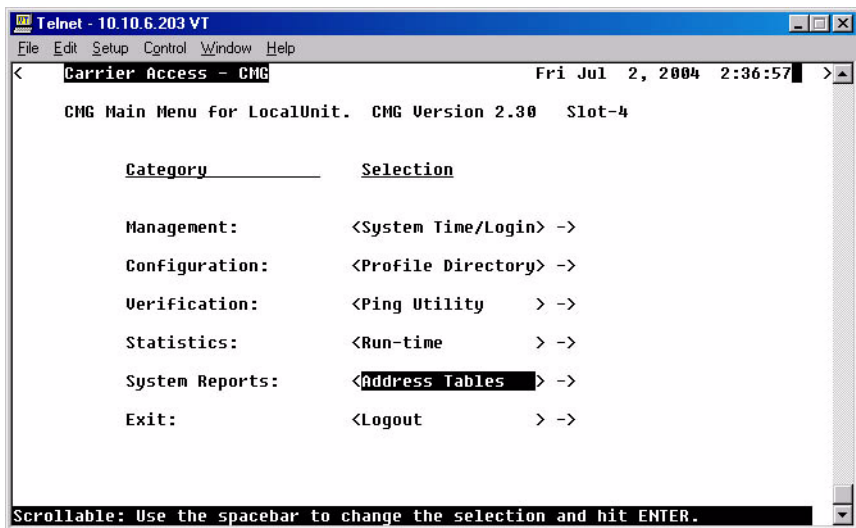 Telnet - 10.10.6.203 VT
File Edit Setup Control Window Help
< Carrier Access - CMG Fri Jul 2, 2004 2:36:57 >
CMG Main Menu for LocalUnit. CMG Version 2.30 Slot-4
Category Selection
Management: <System Time/Login> ->
Configuration: <Profile Directory> ->
Verification: <Ping Utility > ->
Statistics: <Run-time > ->
System Reports: <Address Tables > ->
Exit: <Logout > ->
Scrollable: Use the spacebar to change the selection and hit ENTER.